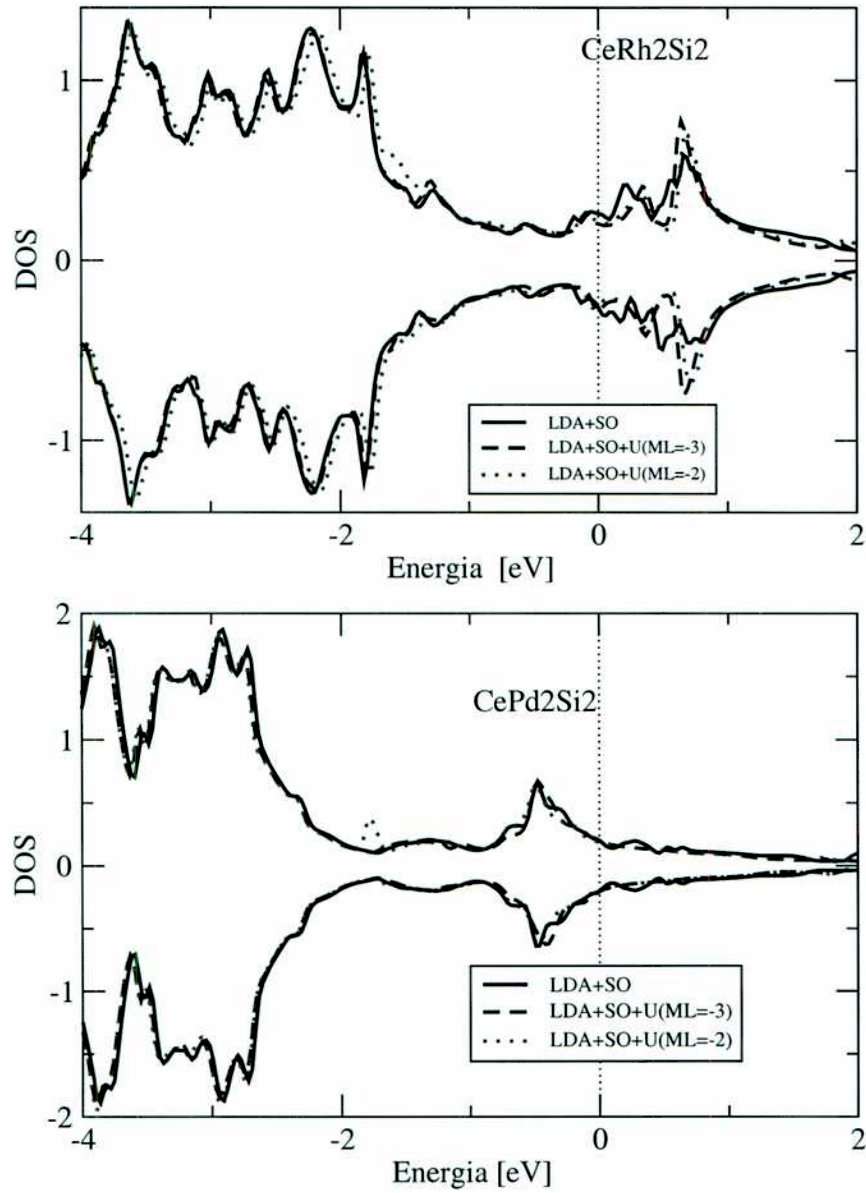 CeRh2Si2
1
0
-1
DOS
LDA+SO
LDA+SO+U(ML=-3)
LDA+SO+U(ML=-2)
-4
-2
0
2
Energia [eV]
2
1
0
-1
-2
DOS
CePd2Si2
LDA+SO
LDA+SO+U(ML=-3)
LDA+SO+U(ML=-2)
-4
-2
0
2
Energia [eV]